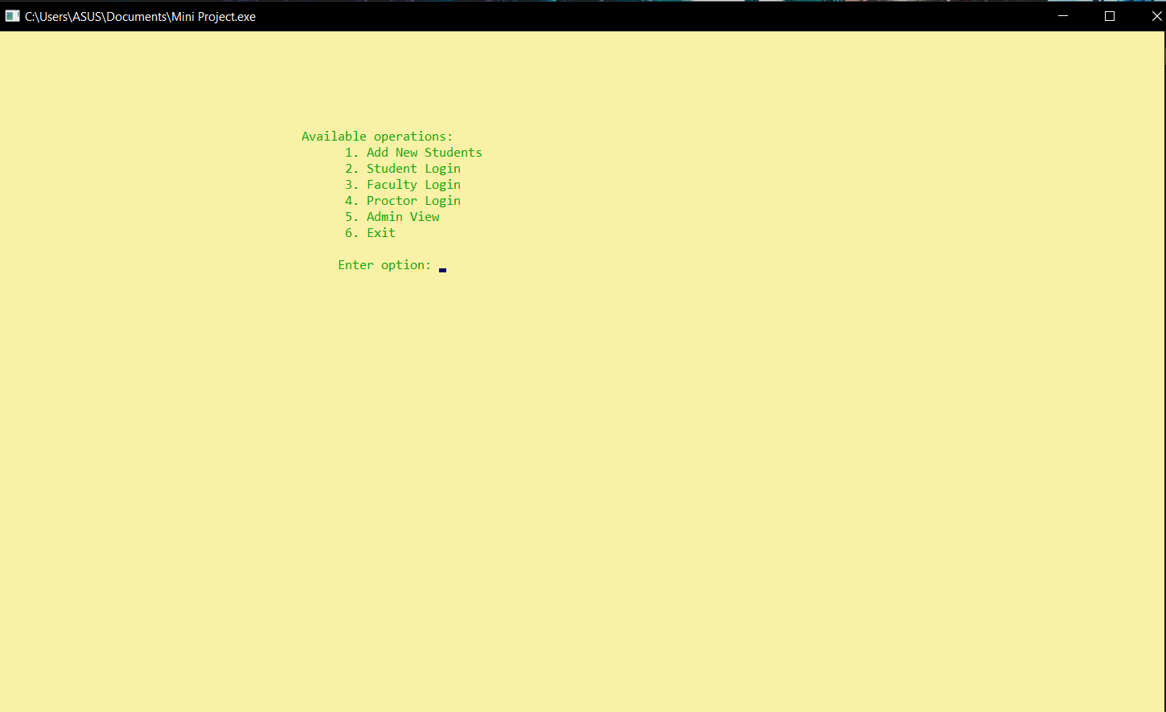 C:\Users\ASUS\Documents\Mini Project.exe
Available operations:
1. Add New Students
2. Student Login
3. Faculty Login
4. Proctor Login
5. Admin View
6. Exit
Enter option: